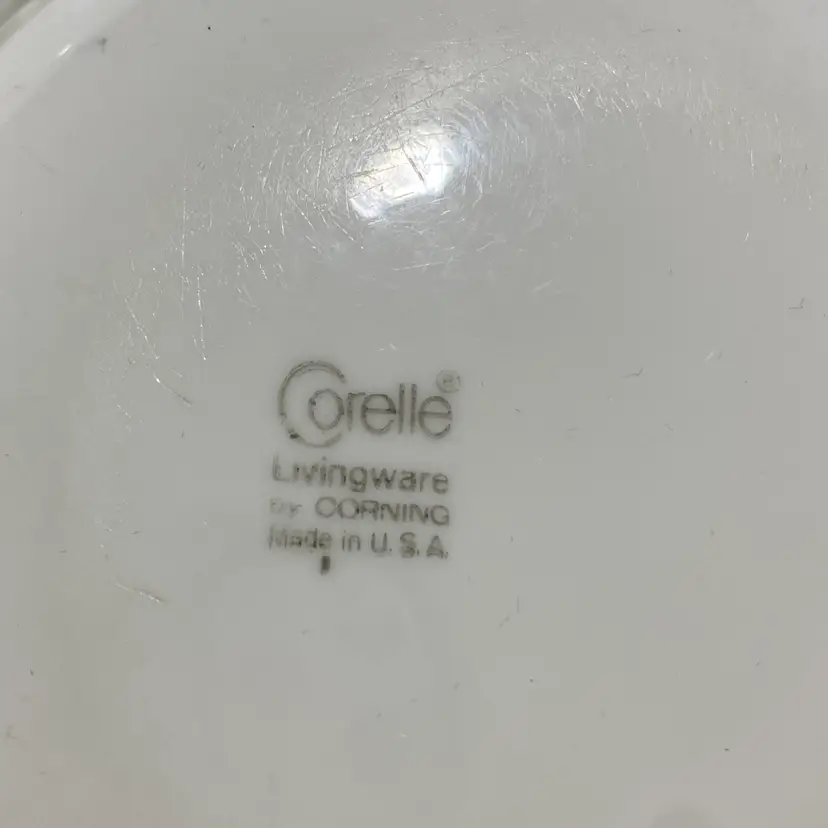 Corelle®
Livingware
by CORNING
Made in U.S.A.